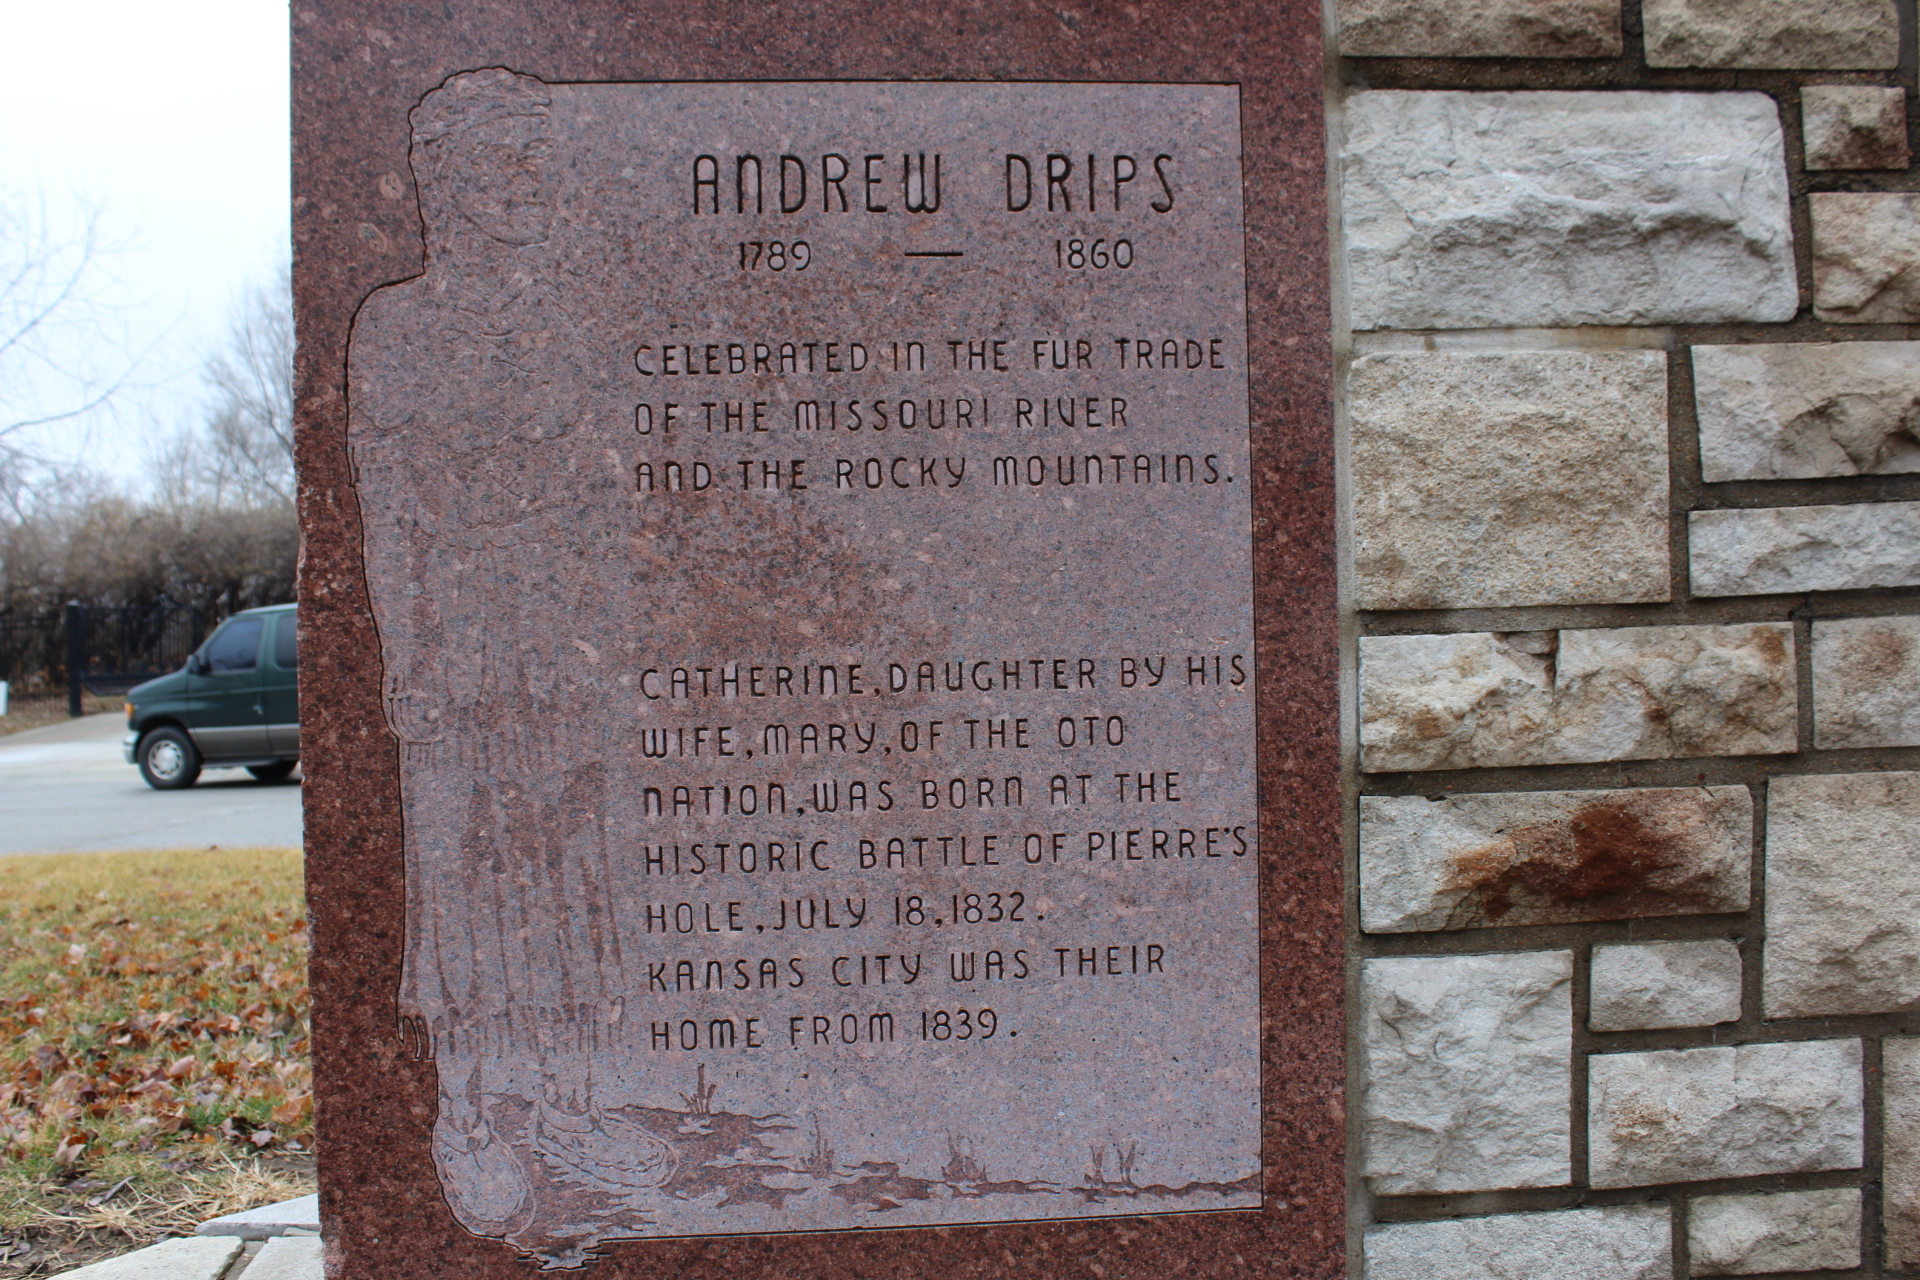 ANDREW DRIPS
1789 — 1860
CELEBRATED IN THE FUR TRADE
OF THE MISSOURI RIVER
AND THE ROCKY MOUNTAINS.
CATHERINE, DAUGHTER BY HIS
WIFE, MARY, OF THE OTO
NATION, WAS BORN AT THE
HISTORIC BATTLE OF PIERRE'S
HOLE, JULY 18, 1832.
KANSAS CITY WAS THEIR
HOME FROM 1839.